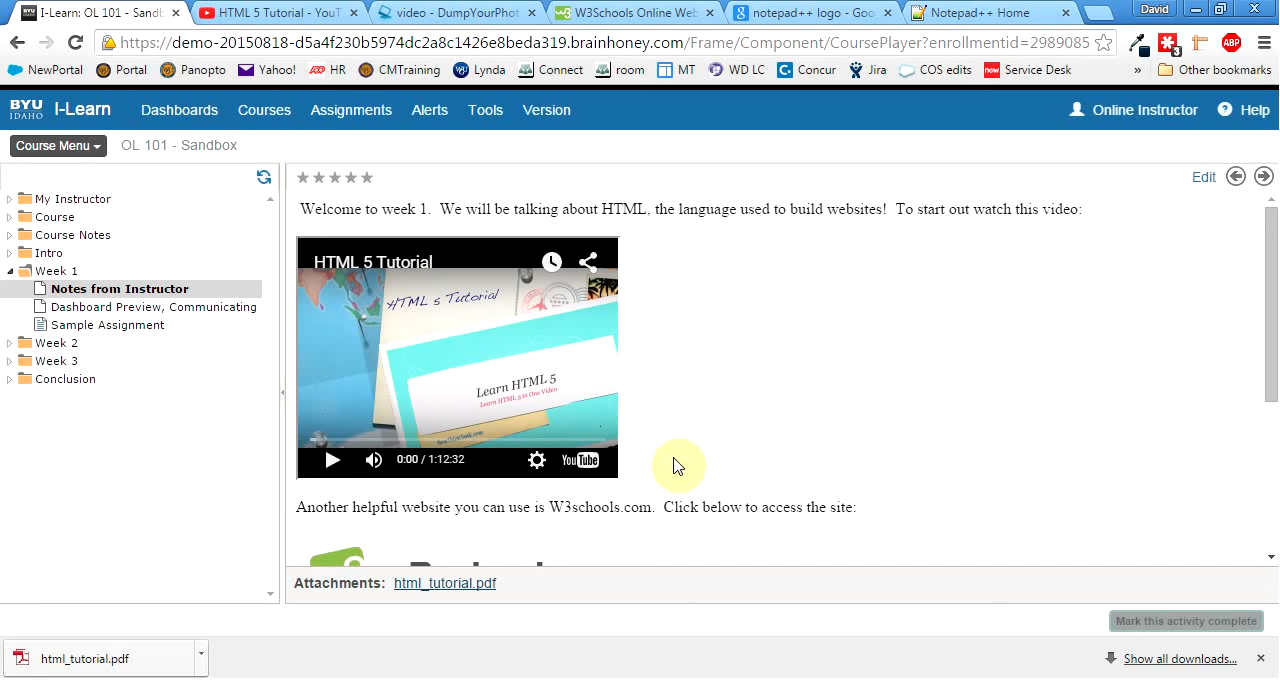 I-Learn: OL 101 - Sandb
HTML 5 Tutorial - YouT
video - DumpYourPhot
W3Schools Online Web
notepad++ logo - Goo
Notepad++ Home
David
https://demo-20150818-d5a4f230b5974dc2a8cd626e8bed8319.brainhoney.com/Frame/Component/CoursePlayer?enrollmentid=2989085
ABP
NewPortal
Portal
Panopto
Yahoo!
HR
CMTraining
Lynda
Connect
room
MT
WD LC
Concur
Jira
COS edits
now
Service Desk
»
Other bookmarks
BYU
IDAHO
I-Learn
Dashboards
Courses
Assignments
Alerts
Tools
Version
Online Instructor
Help
Course Menu
OL 101 - Sandbox
My Instructor
Course
Course Notes
Intro
Week 1
Notes from Instructor
Dashboard Preview, Communicating
Sample Assignment
Week 2
Week 3
Conclusion
Edit
Welcome to week 1. We will be talking about HTML, the language used to build websites! To start out watch this video:
HTML 5 Tutorial
HTML 5 Tutorial
Learn HTML 5
Learn HTML 5 in One Video
NewThinkTank.com
0:00 / 1:12:32
YouTube
Another helpful website you can use is W3schools.com. Click below to access the site:
Attachments: html_tutorial.pdf
Mark this activity complete
html_tutorial.pdf
Show all downloads...